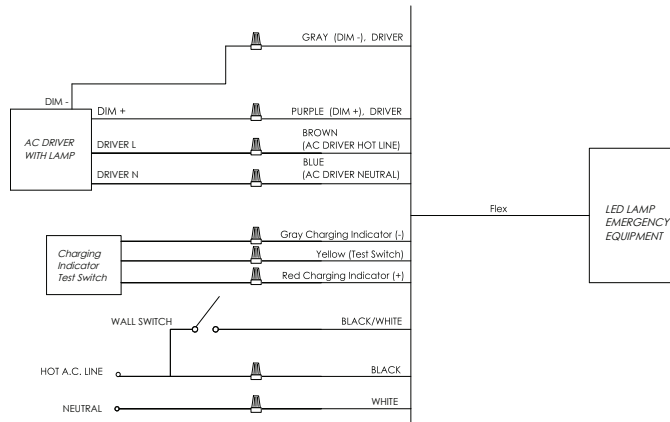 GRAY (DIM -), DRIVER
DIM -
DIM +
PURPLE (DIM +), DRIVER
AC DRIVER
WITH LAMP
DRIVER L
BROWN
(AC DRIVER HOT LINE)
DRIVER N
BLUE
(AC DRIVER NEUTRAL)
Flex
LED LAMP
EMERGENCY
EQUIPMENT
Charging
Indicator
Test Switch
Gray Charging Indicator (-)
Yellow (Test Switch)
Red Charging Indicator (+)
WALL SWITCH
BLACK/WHITE
HOT A.C. LINE
BLACK
NEUTRAL
WHITE